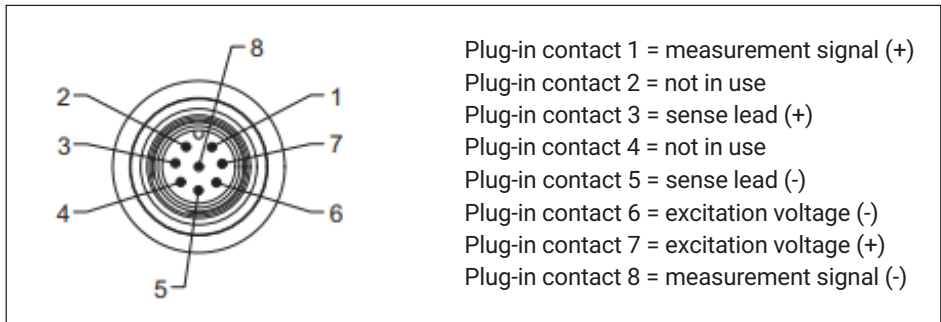 8
2
1
3
7
4
6
5
Plug-in contact 1 = measurement signal (+)
Plug-in contact 2 = not in use
Plug-in contact 3 = sense lead (+)
Plug-in contact 4 = not in use
Plug-in contact 5 = sense lead (-)
Plug-in contact 6 = excitation voltage (-)
Plug-in contact 7 = excitation voltage (+)
Plug-in contact 8 = measurement signal (-)